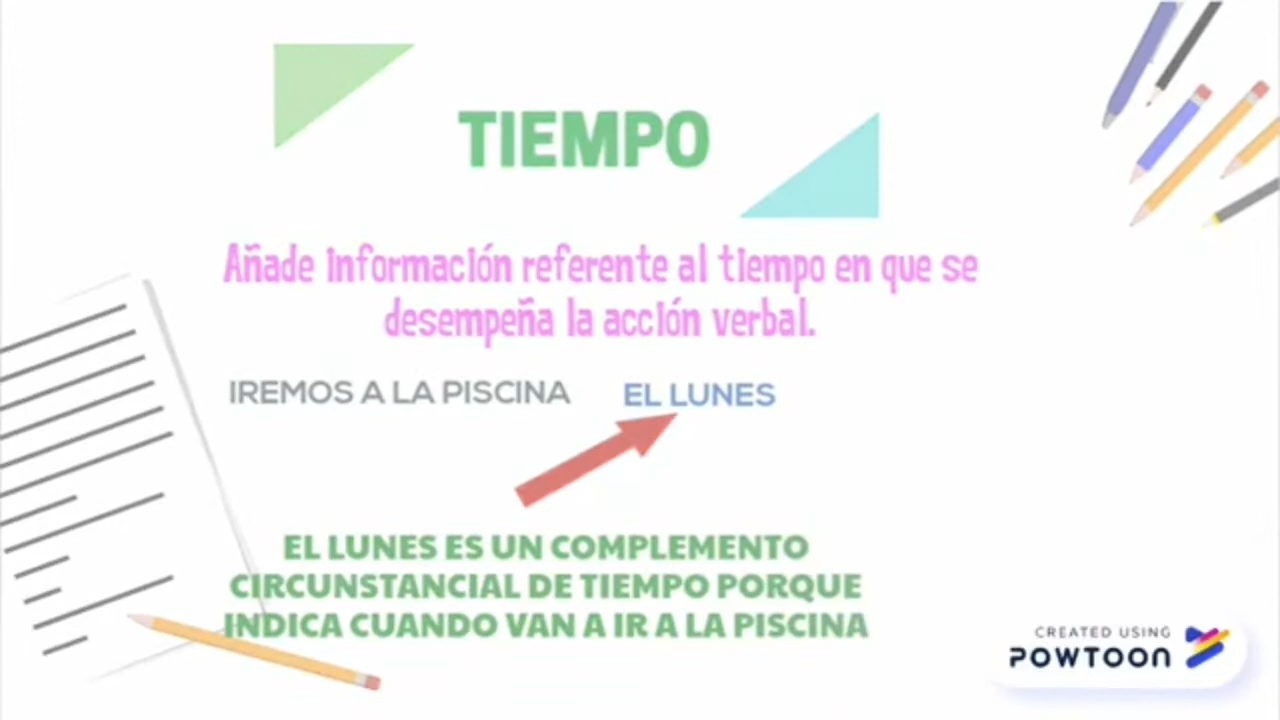 TIEMPO
Añade información referente al tiempo en que se
desempeña la acción verbal.
IREMOS A LA PISCINA EL LUNES
EL LUNES ES UN COMPLEMENTO
CIRCUNSTANCIAL DE TIEMPO PORQUE
INDICA CUANDO VAN A IR A LA PISCINA
CREATED USING
POWTOON